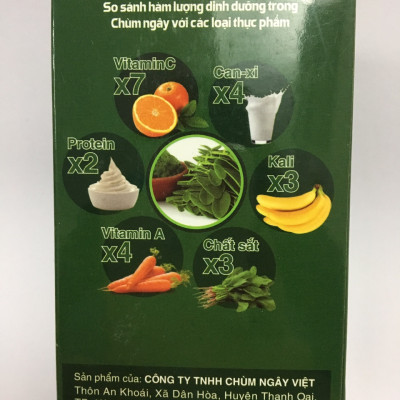 So sánh hàm lượng dinh dưỡng trong
Chùm ngây với các loại thực phẩm
VitaminC
x7
Can-xi
x4
Protein
x2
Kali
x3
Vitamin A
x4
Chất sắt
x3
Sản phẩm của: CÔNG TY TNHH CHÙM NGÂY VIỆT
Thôn An Khoái, Xã Dân Hòa, Huyện Thanh Oai,